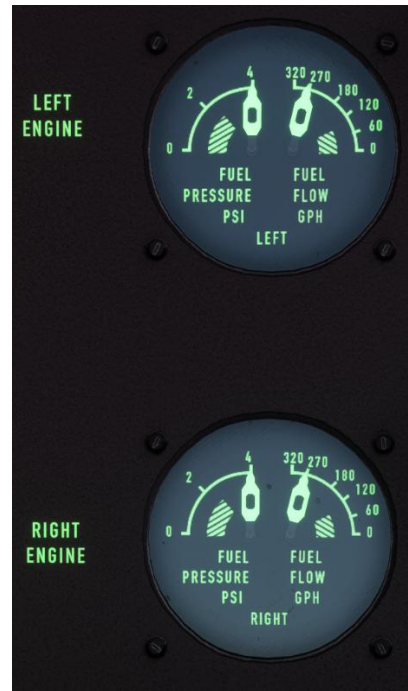 LEFT
ENGINE
0 2 4
320 270 180 120 60 0
FUEL
PRESSURE
PSI
FUEL
FLOW
GPH
LEFT
RIGHT
ENGINE
0 2 4
320 270 180 120 60 0
FUEL
PRESSURE
PSI
FUEL
FLOW
GPH
RIGHT